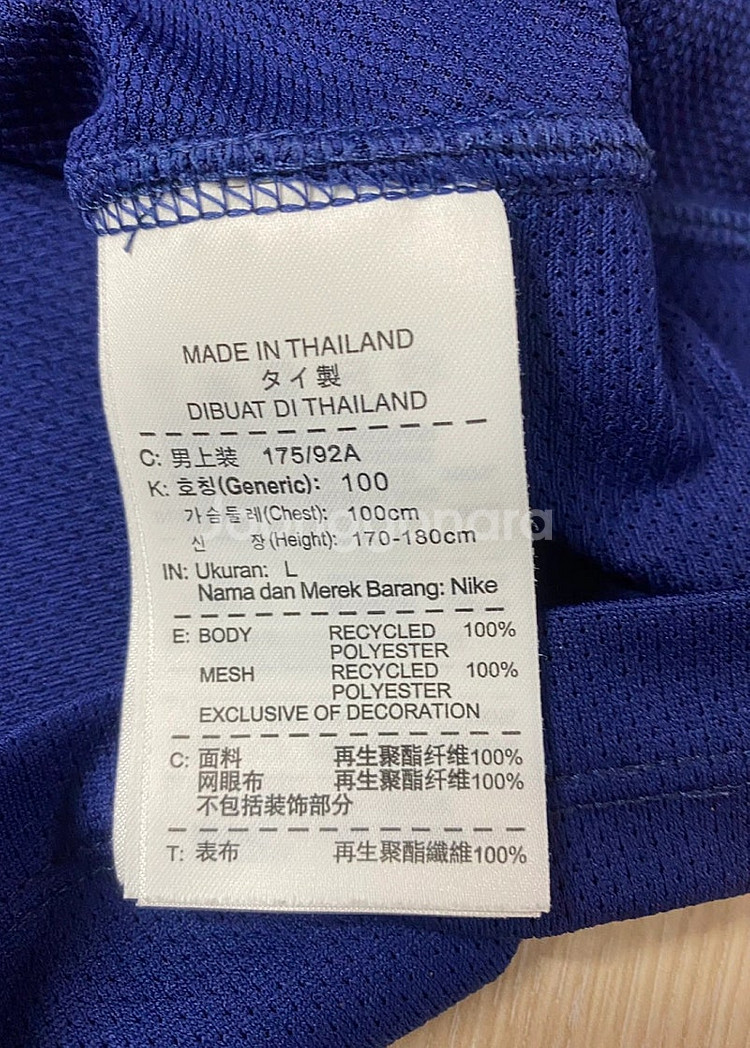 MADE IN THAILAND
タイ製
DIBUAT DI THAILAND
C: 男上装 175/92A
K: 호칭(Generic): 100
가슴둘레(Chest): 100cm
신 장(Height): 170-180cm
IN: Ukuran: L
Nama dan Merek Barang: Nike
E: BODY RECYCLED 100%
POLYESTER
MESH RECYCLED 100%
POLYESTER
EXCLUSIVE OF DECORATION
C: 面料 再生聚酯纤维100%
网眼布 再生聚酯纤维100%
不包括装饰部分
T: 表布 再生聚酯纖維100%